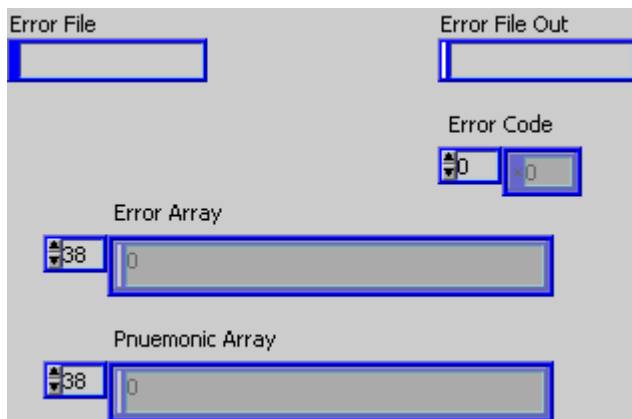 Error File
Error File Out
Error Code
0
×0
Error Array
38
0
Pnuemonic Array
38
0